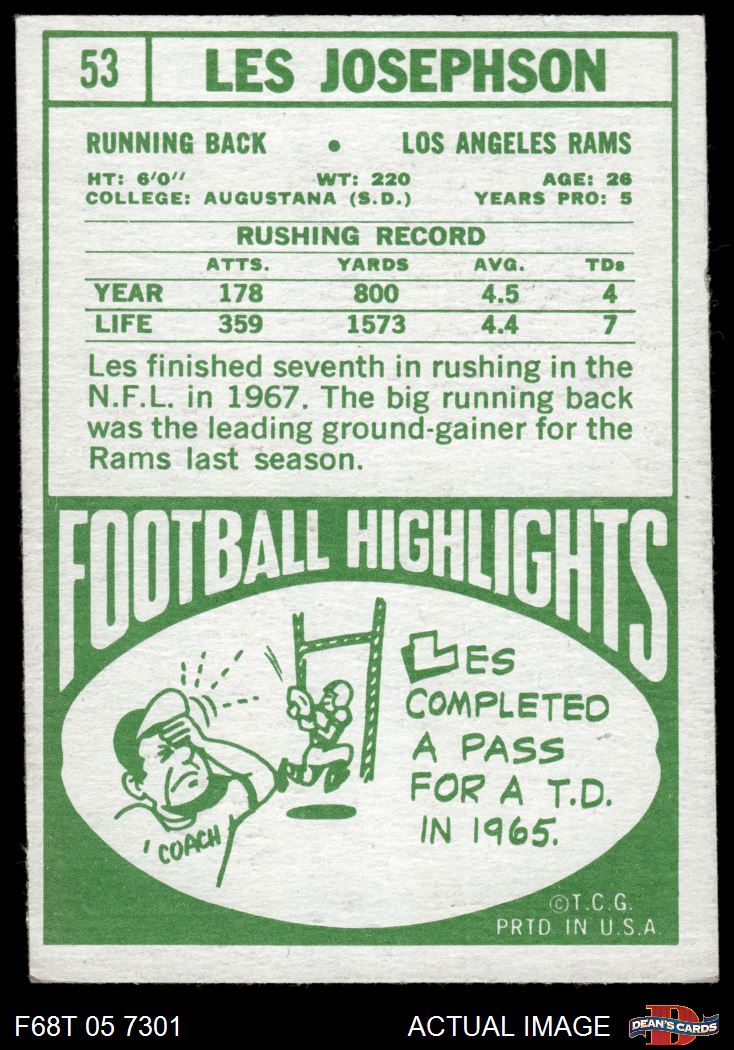 53 LES JOSEPHSON
RUNNING BACK • LOS ANGELES RAMS
HT: 6'0" WT: 220 AGE: 26
COLLEGE: AUGUSTANA (S.D.) YEARS PRO: 5
RUSHING RECORD
ATTS. YARDS AVG. TDs
YEAR 178 800 4.5 4
LIFE 359 1573 4.4 7
Les finished seventh in rushing in the
N.F.L. in 1967. The big running back
was the leading ground-gainer for the
Rams last season.
FOOTBALL HIGHLIGHTS
LES
COMPLETED
A PASS
FOR A T.D.
IN 1965.
COACH
©T.C.G.
PRTD IN U.S.A.
F68T 05 7301 ACTUAL IMAGE D DEAN'S CARDS